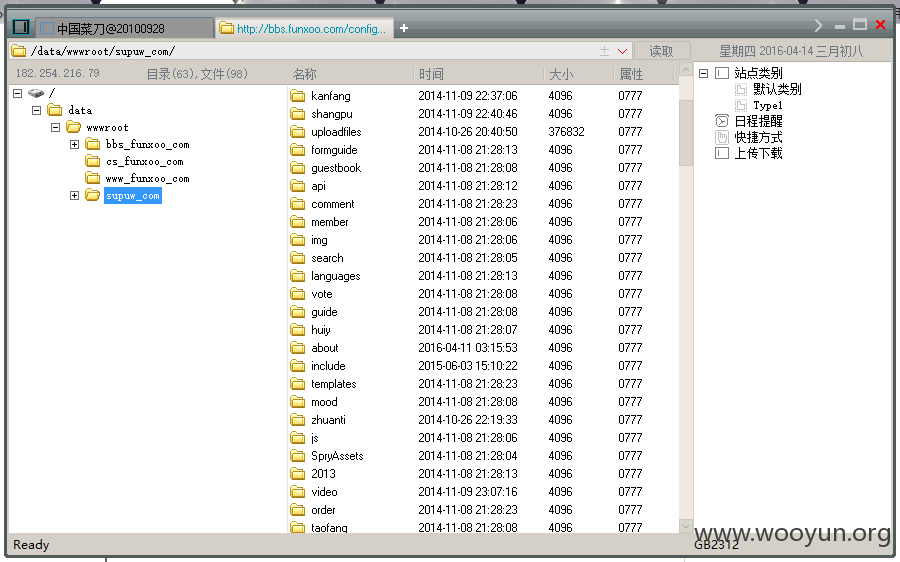 中国菜刀@20100928 http://bbs.funxoo.com/config... +
/data/wwwroot/supuw_com/ 读取 星期四 2016-04-14 三月初八
182.254.216.79 目录(63),文件(98) 名称 时间 大小 属性
/
data
wwwroot
bbs_funxoo_com
cs_funxoo_com
www_funxoo_com
supuw_com
kanfang 2014-11-09 22:37:06 4096 0777
shangpu 2014-11-09 22:40:46 4096 0777
uploadfiles 2014-10-26 20:40:50 376832 0777
formguide 2014-11-08 21:28:13 4096 0777
guestbook 2014-11-08 21:28:08 4096 0777
api 2014-11-08 21:28:12 4096 0777
comment 2014-11-08 21:28:23 4096 0777
member 2014-11-08 21:28:06 4096 0777
img 2014-11-08 21:28:06 4096 0777
search 2014-11-08 21:28:05 4096 0777
languages 2014-11-08 21:28:13 4096 0777
vote 2014-11-08 21:28:08 4096 0777
guide 2014-11-08 21:28:08 4096 0777
huiy 2014-11-08 21:28:07 4096 0777
about 2016-04-11 03:15:53 4096 0777
include 2015-06-03 15:10:22 4096 0777
templates 2014-11-08 21:28:23 4096 0777
mood 2014-11-08 21:28:08 4096 0777
zhuanti 2014-10-26 22:19:33 4096 0777
js 2014-11-08 21:28:06 4096 0777
SpryAssets 2014-11-08 21:28:04 4096 0777
2013 2014-11-08 21:28:13 4096 0777
video 2014-11-09 23:07:16 4096 0777
order 2014-11-08 21:28:23 4096 0777
taofang 2014-11-08 21:28:08 4096 0777
站点类别
默认类别
Type1
日程提醒
快捷方式
上传下载
www.wooyun.org
Ready GB2312